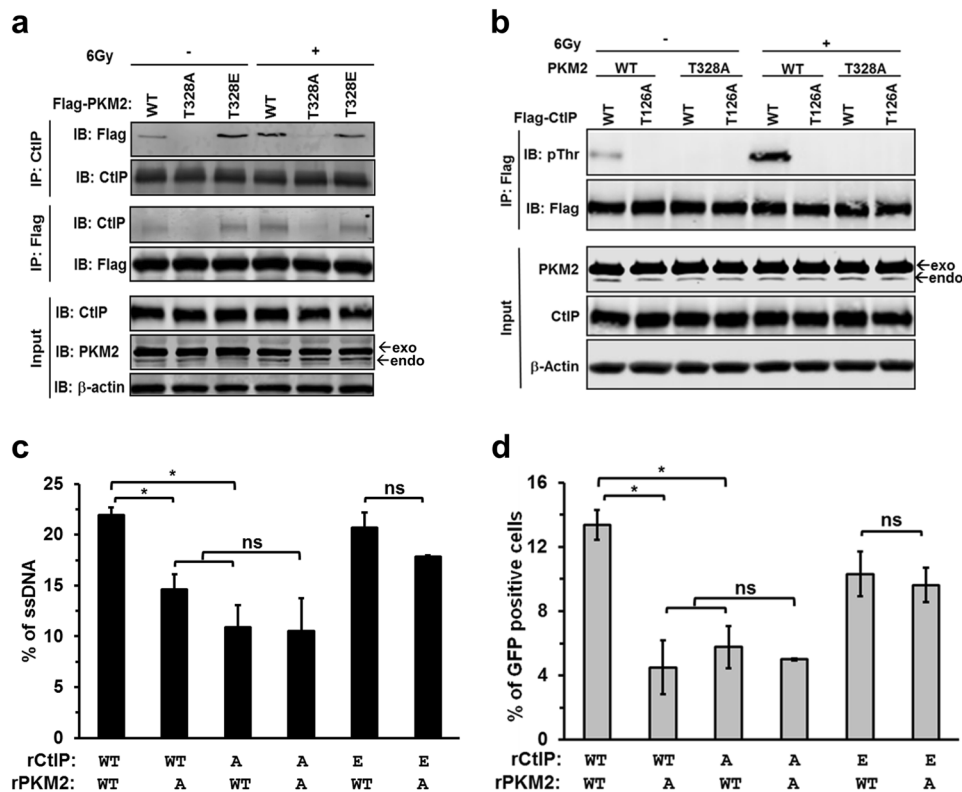 a
6Gy - +
Flag-PKM2: WT T328A T328E WT T328A T328E
IP: CtIP
IB: Flag
IB: CtIP
IP: Flag
IB: CtIP
IB: Flag
Input
IB: CtIP
IB: PKM2 ←exo
←endo
IB: β-actin
b
6Gy - +
PKM2 WT T328A WT T328A
Flag-CtIP WT T126A WT T126A WT T126A WT T126A
IP: Flag
IB: pThr
IB: Flag
Input
PKM2 ←exo
←endo
CtIP
β-Actin
c
% of ssDNA
25
20
15
10
5
0
*
*
ns
ns
rCtIP: WT WT A A E E
rPKM2: WT A WT A WT A
d
% of GFP positive cells
16
12
8
4
0
*
*
ns
ns
rCtIP: WT WT A A E E
rPKM2: WT A WT A WT A